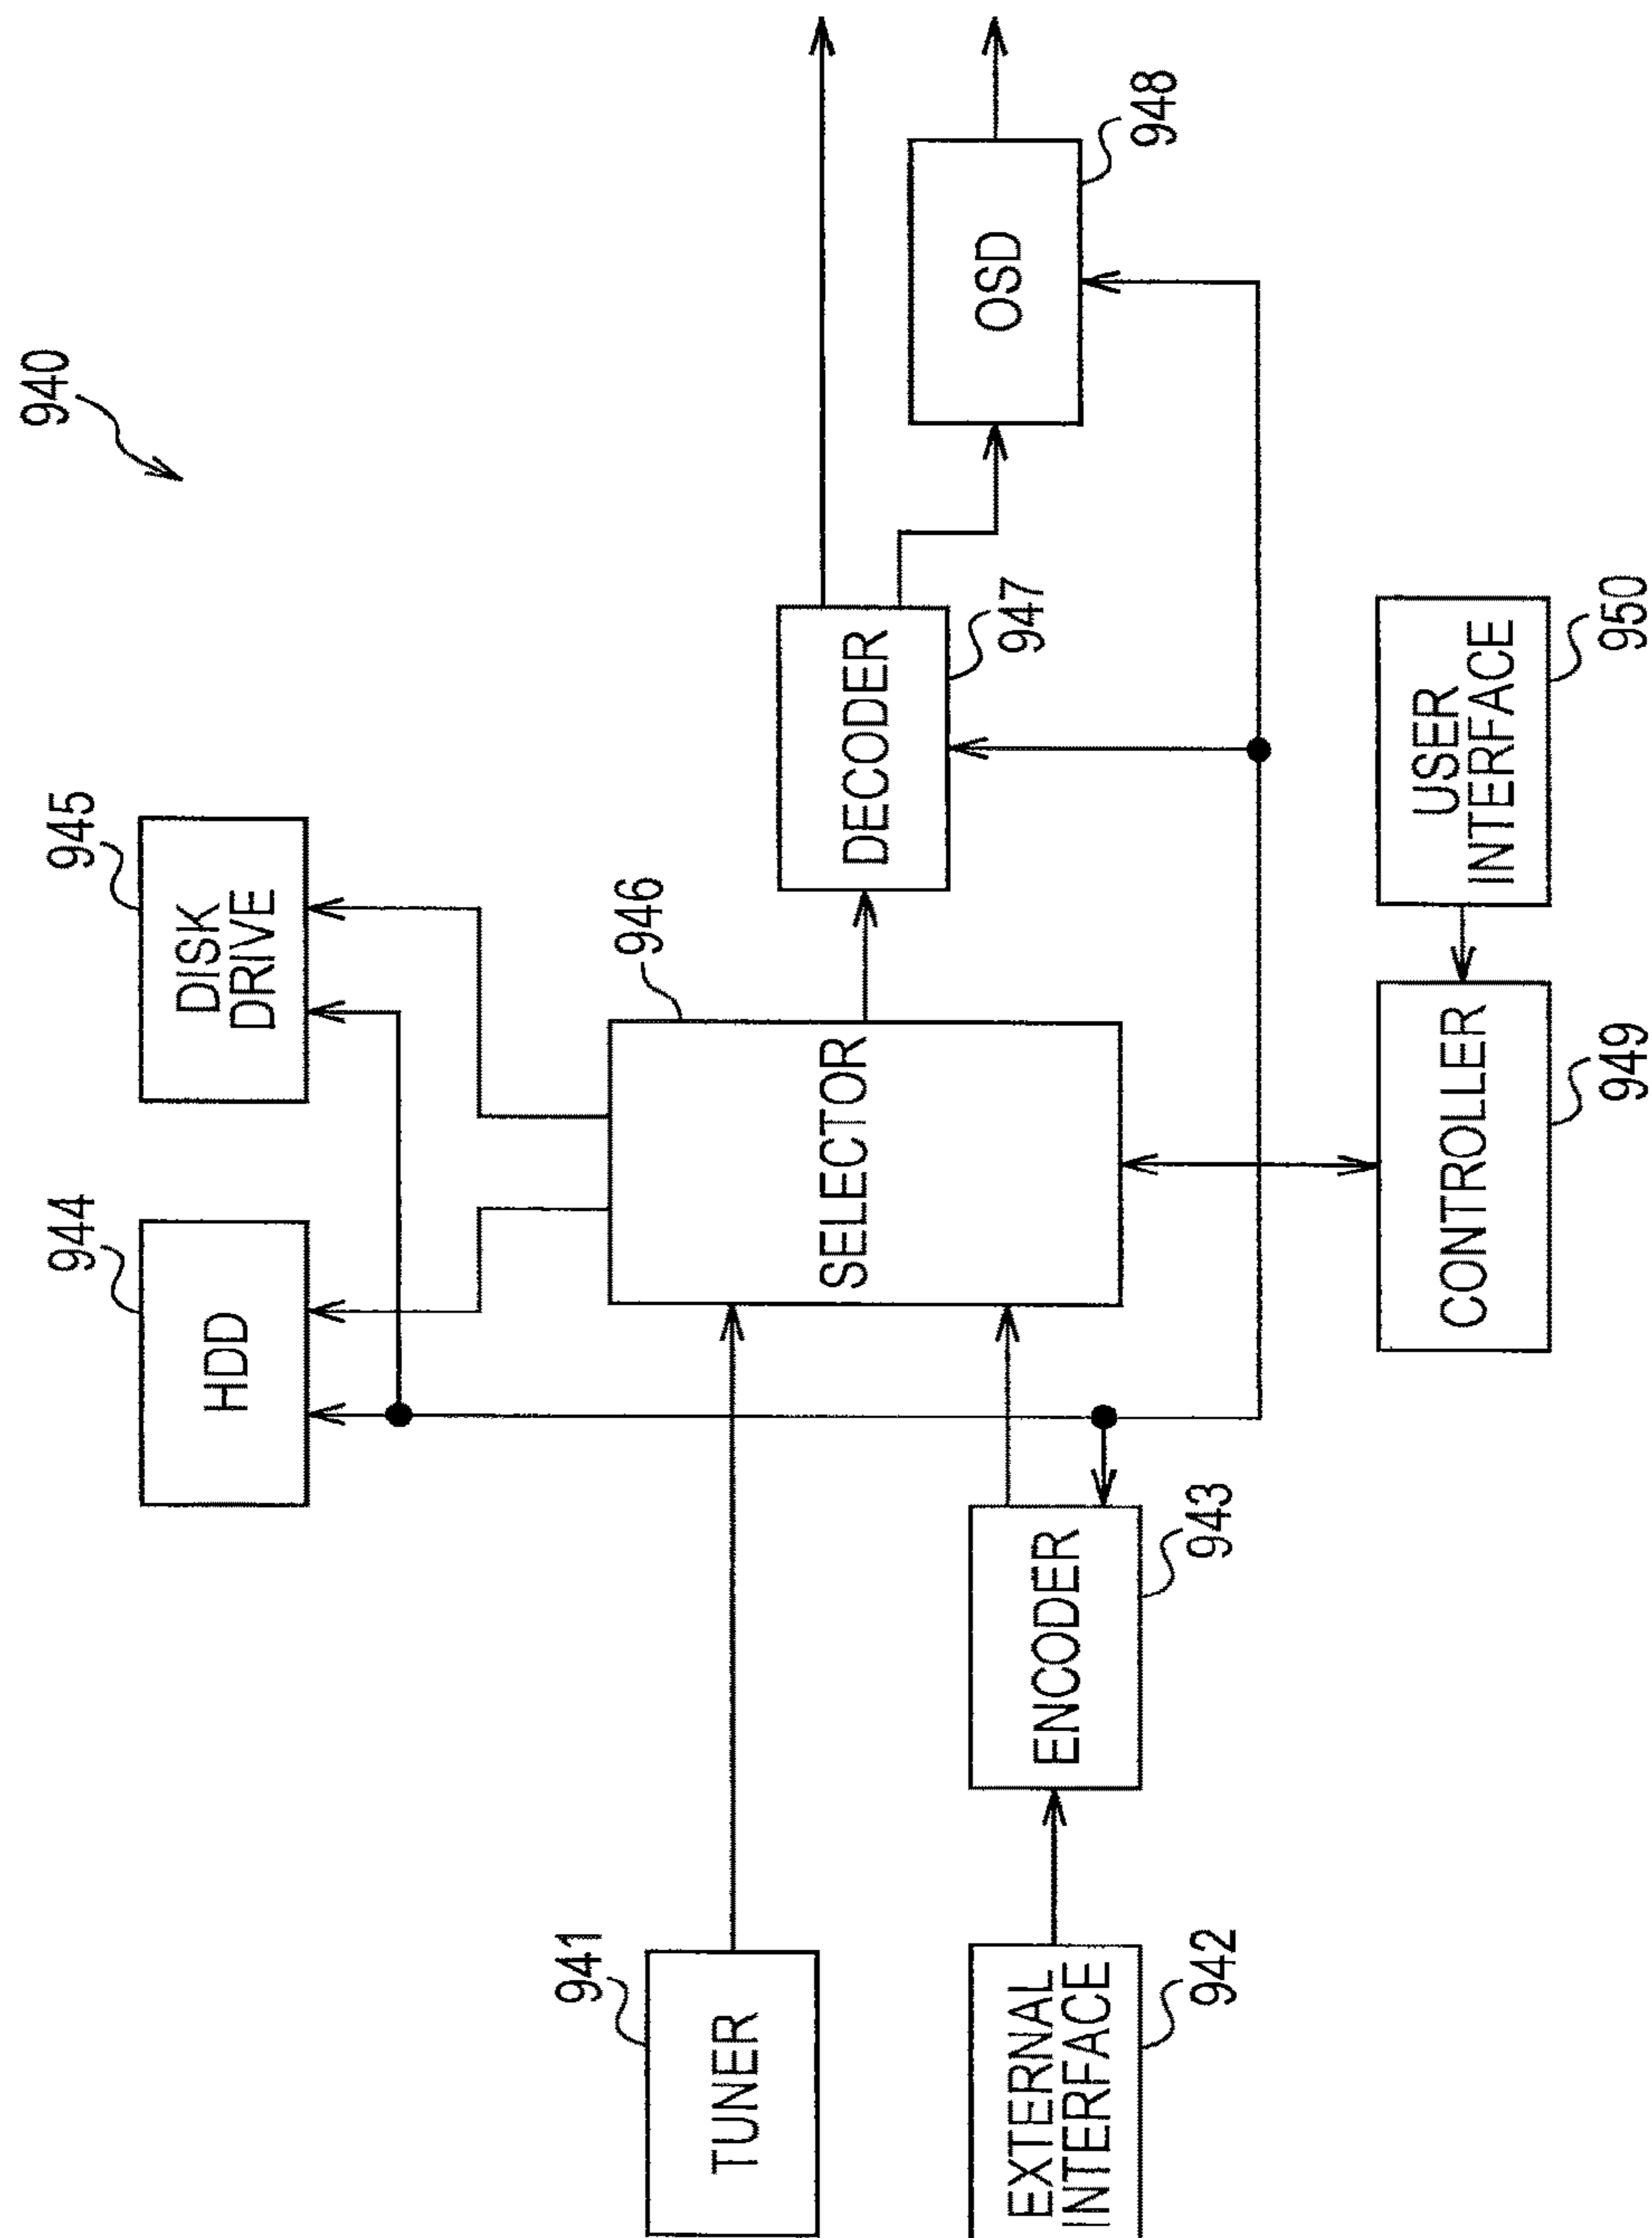 940
944
HDD
945
DISK
DRIVE
941
TUNER
946
SELECTOR
DECODER
947
OSD
948
EXTERNAL
INTERFACE
942
ENCODER
943
CONTROLLER
949
USER
INTERFACE
950